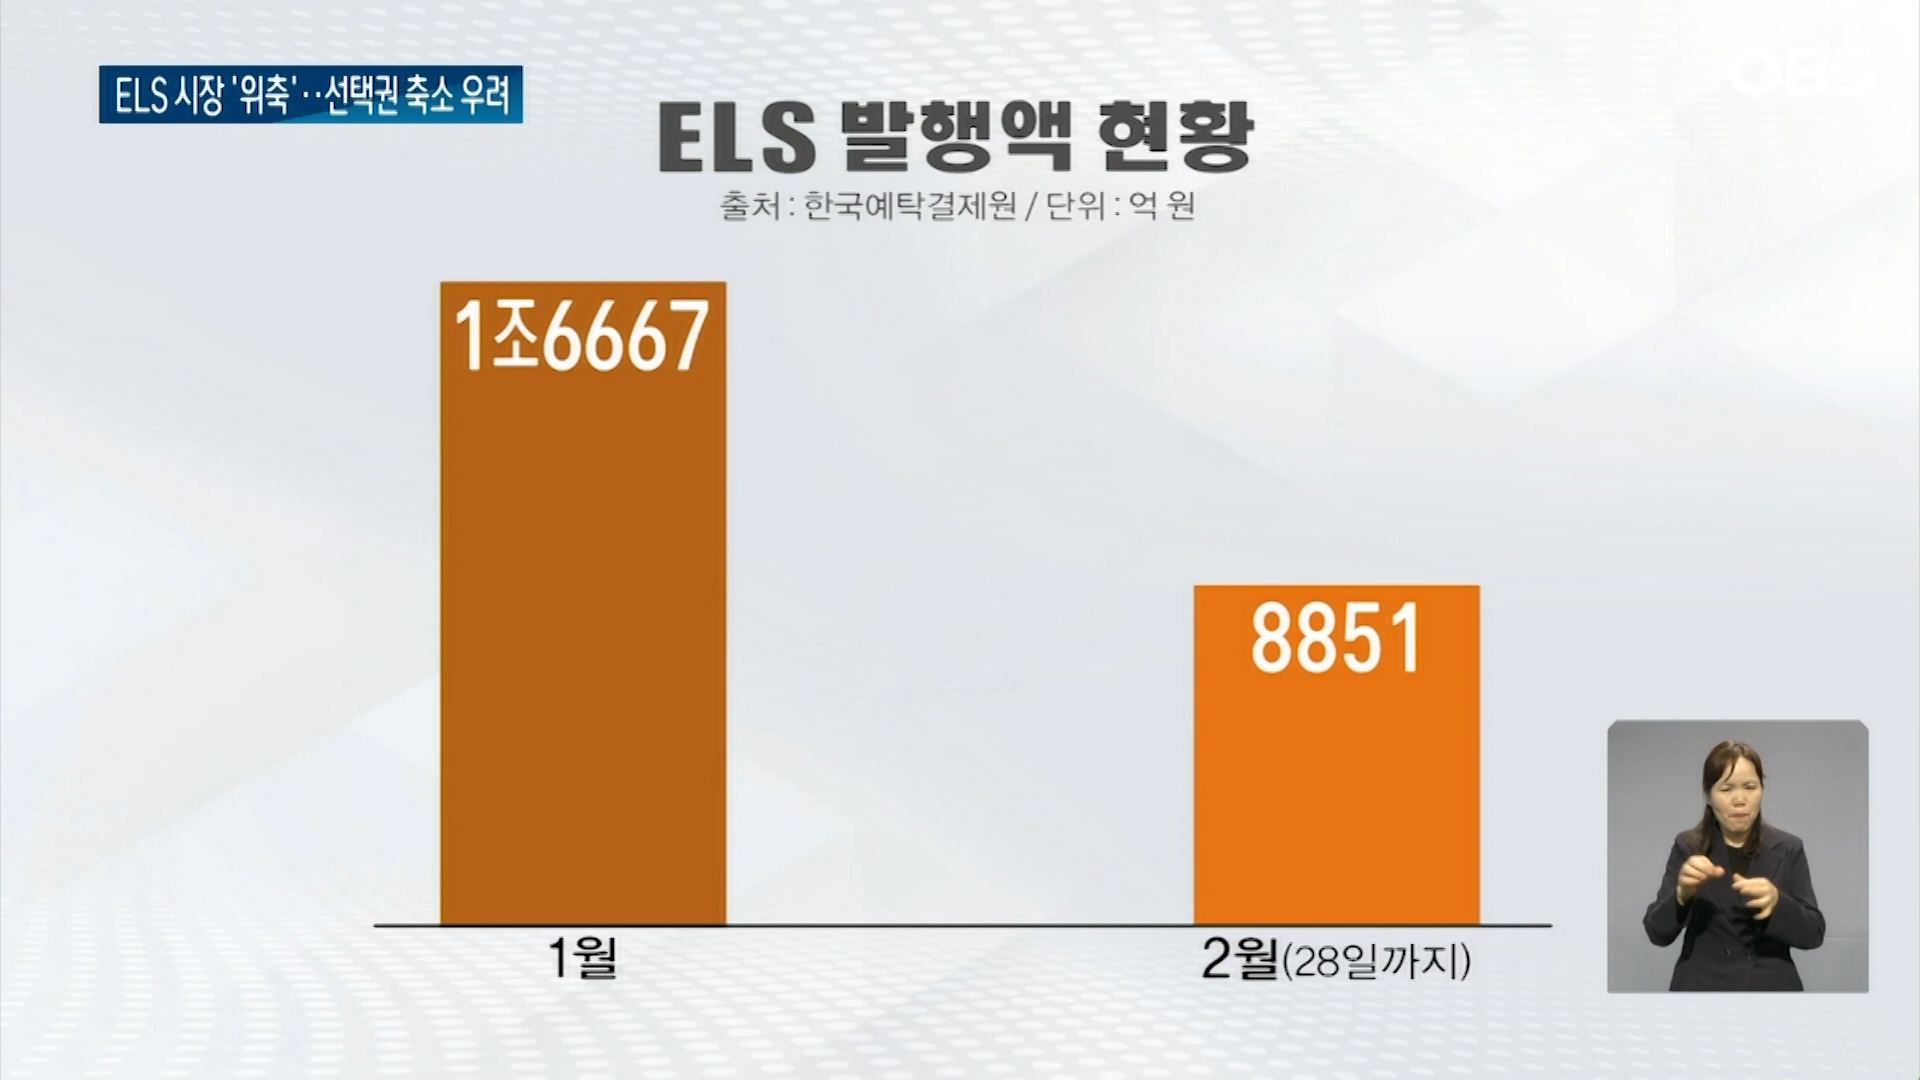 ELS 시장 '위축'··선택권 축소 우려
OBS
ELS 발행액 현황
출처 : 한국예탁결제원 / 단위 : 억 원
1조6667
8851
1월
2월(28일까지)